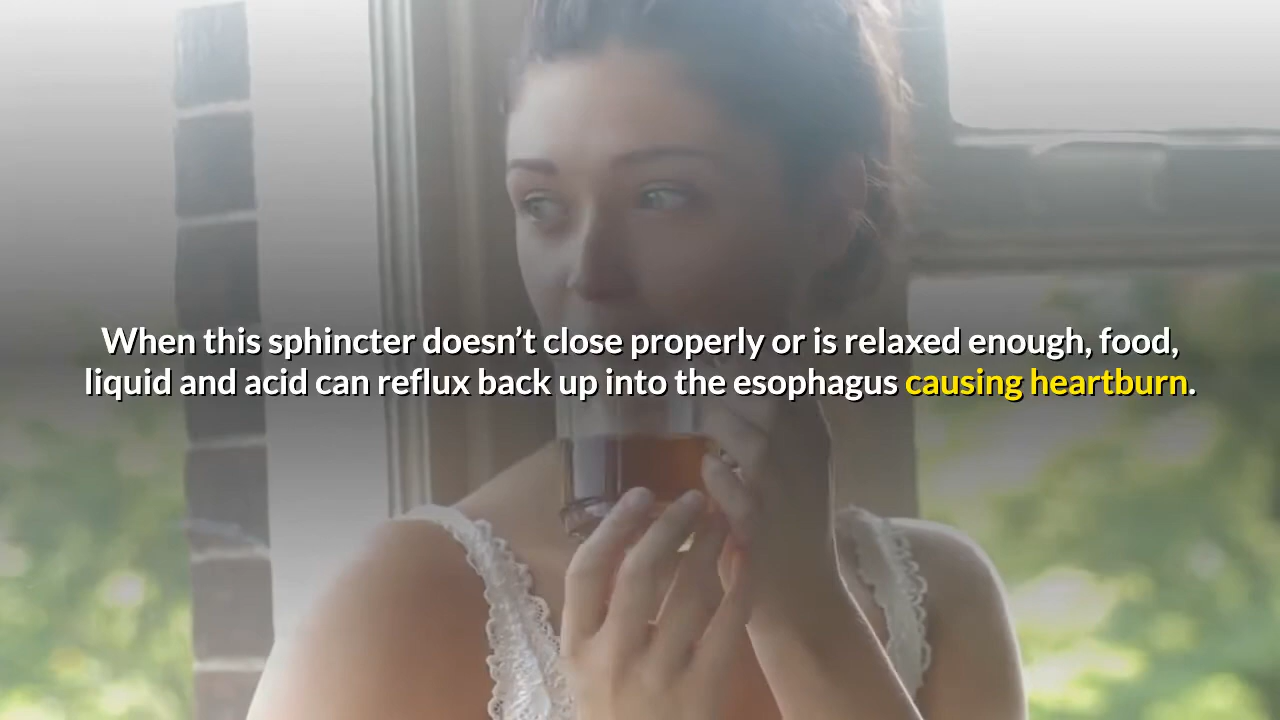 When this sphincter doesn’t close properly or is relaxed enough, food,
liquid and acid can reflux back up into the esophagus causing heartburn.